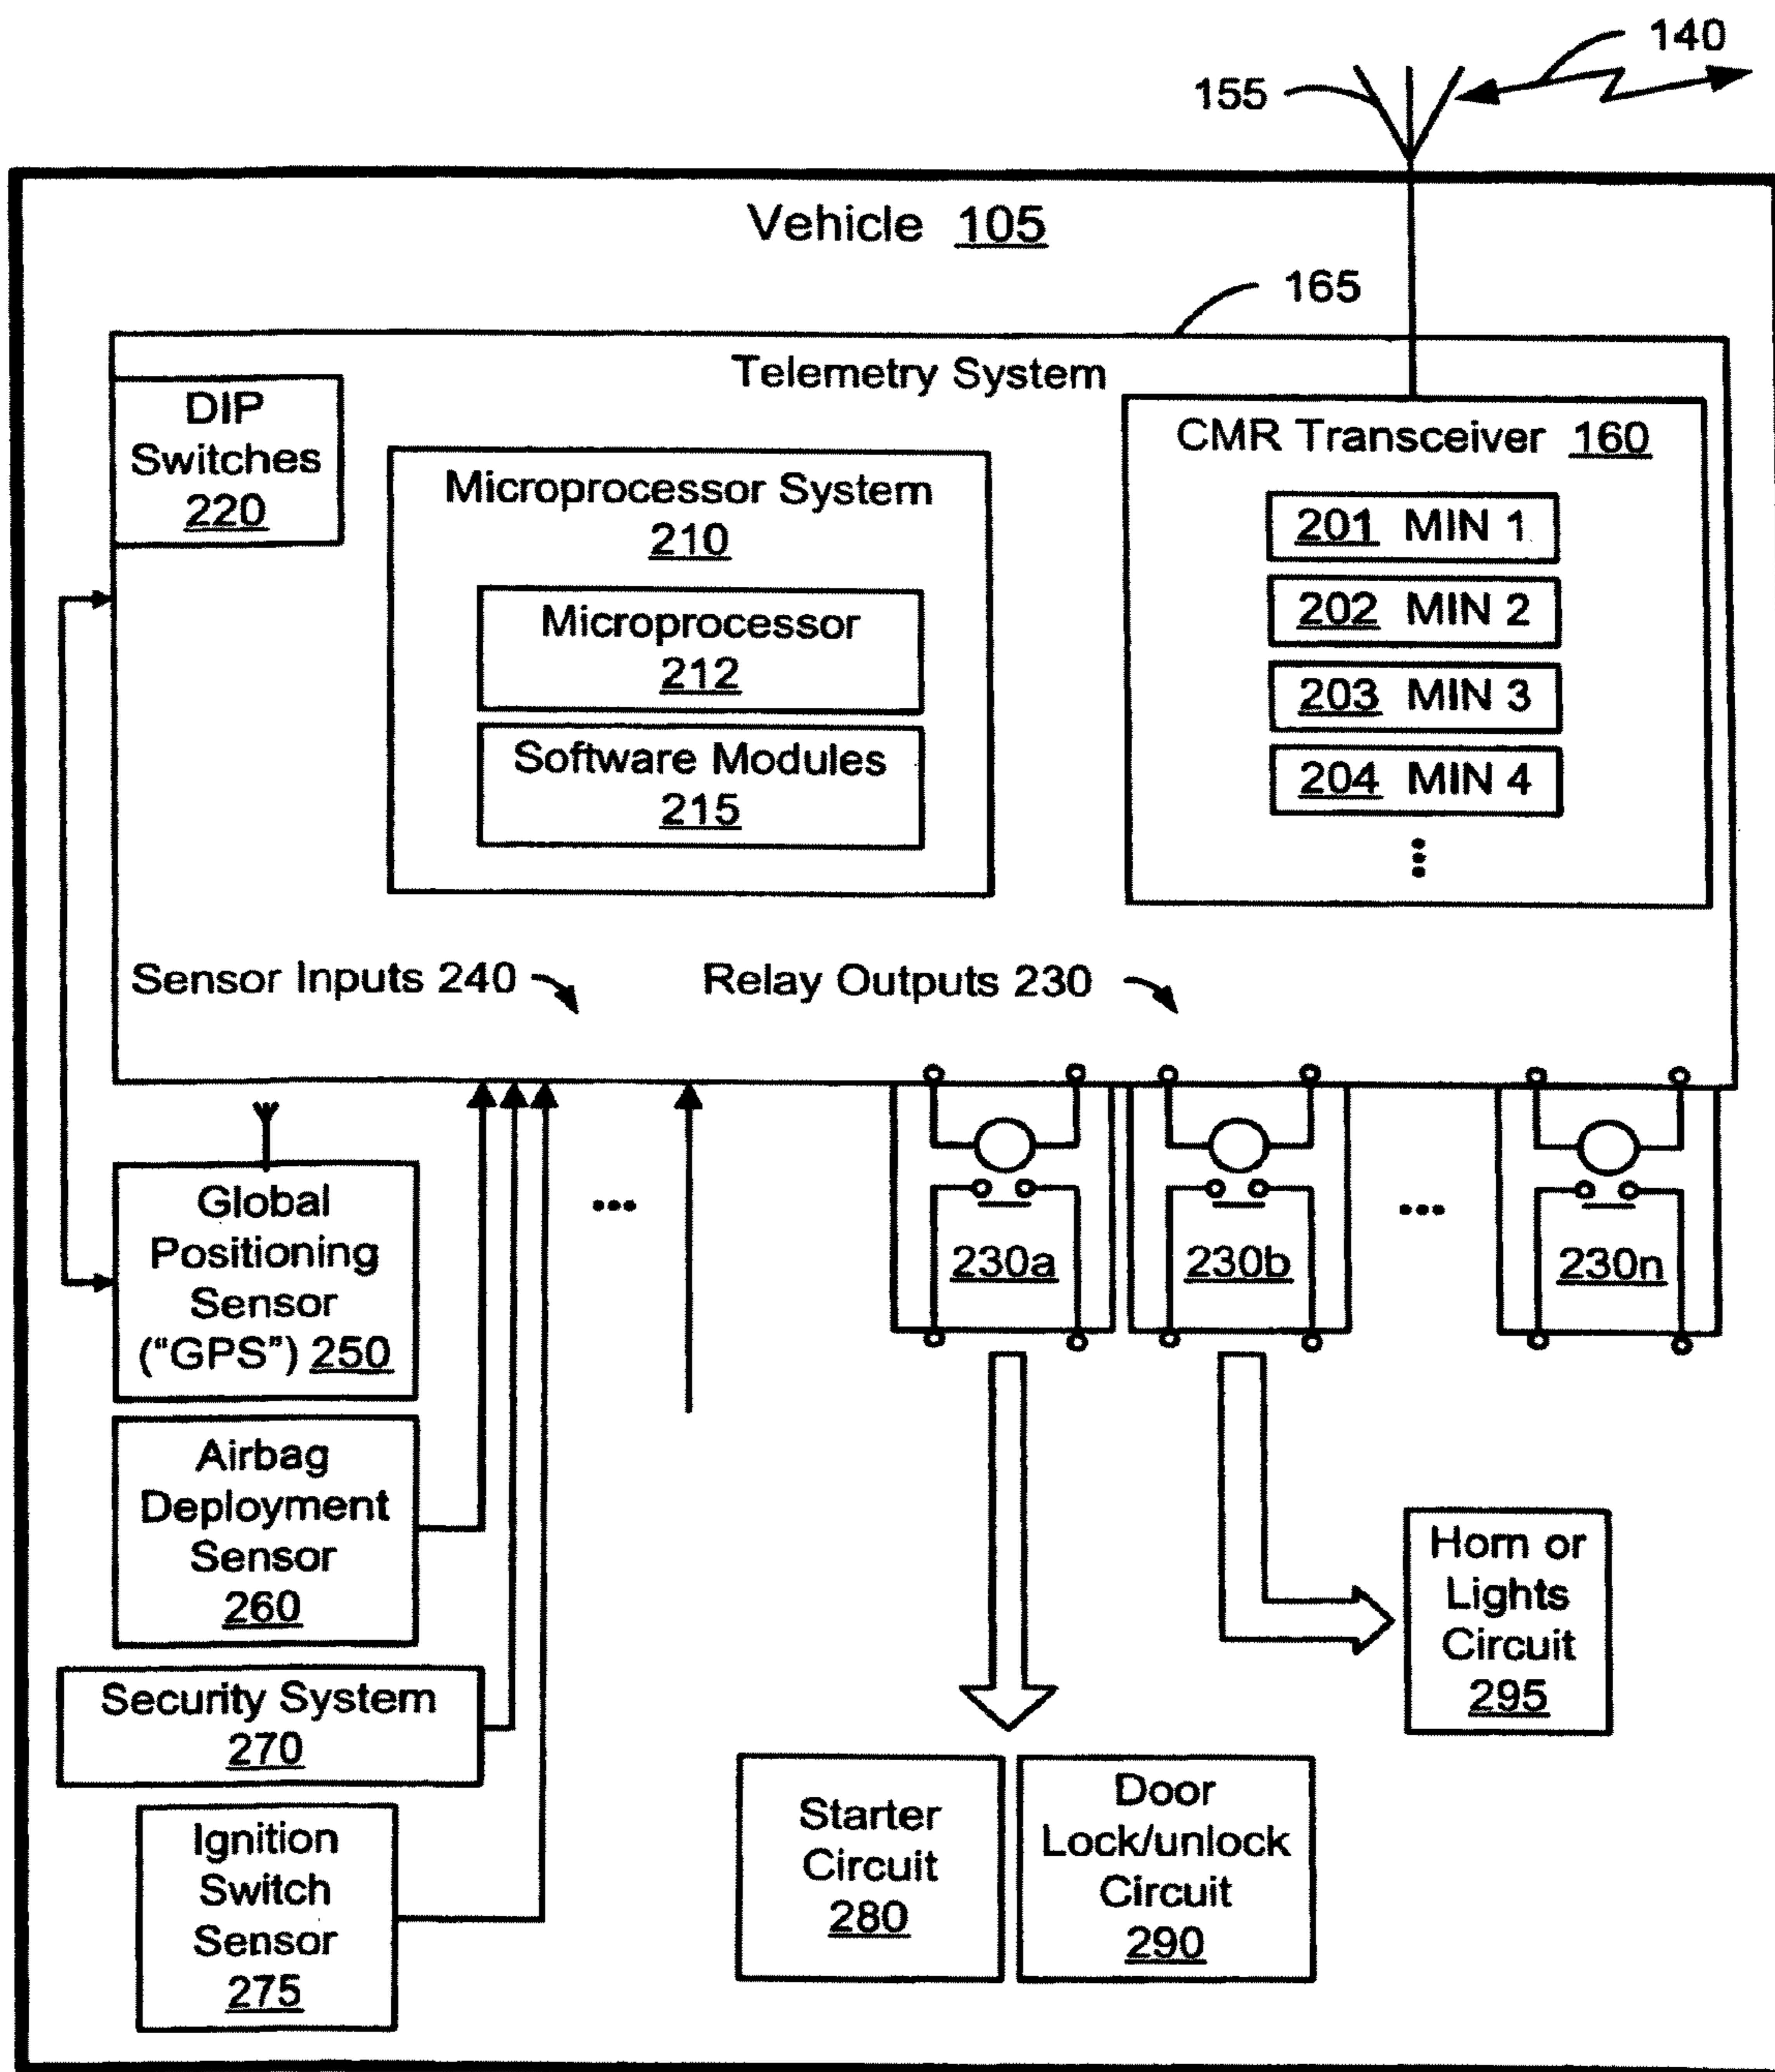 140
155
Vehicle 105
165
Telemetry System
DIP
Switches
220
Microprocessor System
210
Microprocessor
212
Software Modules
215
CMR Transceiver 160
201 MIN 1
202 MIN 2
203 MIN 3
204 MIN 4
...
Sensor Inputs 240
Relay Outputs 230
Global
Positioning
Sensor
(“GPS”) 250
...
230a
230b
...
230n
Airbag
Deployment
Sensor
260
Security System
270
Ignition
Switch
Sensor
275
Starter
Circuit
280
Door
Lock/unlock
Circuit
290
Horn or
Lights
Circuit
295